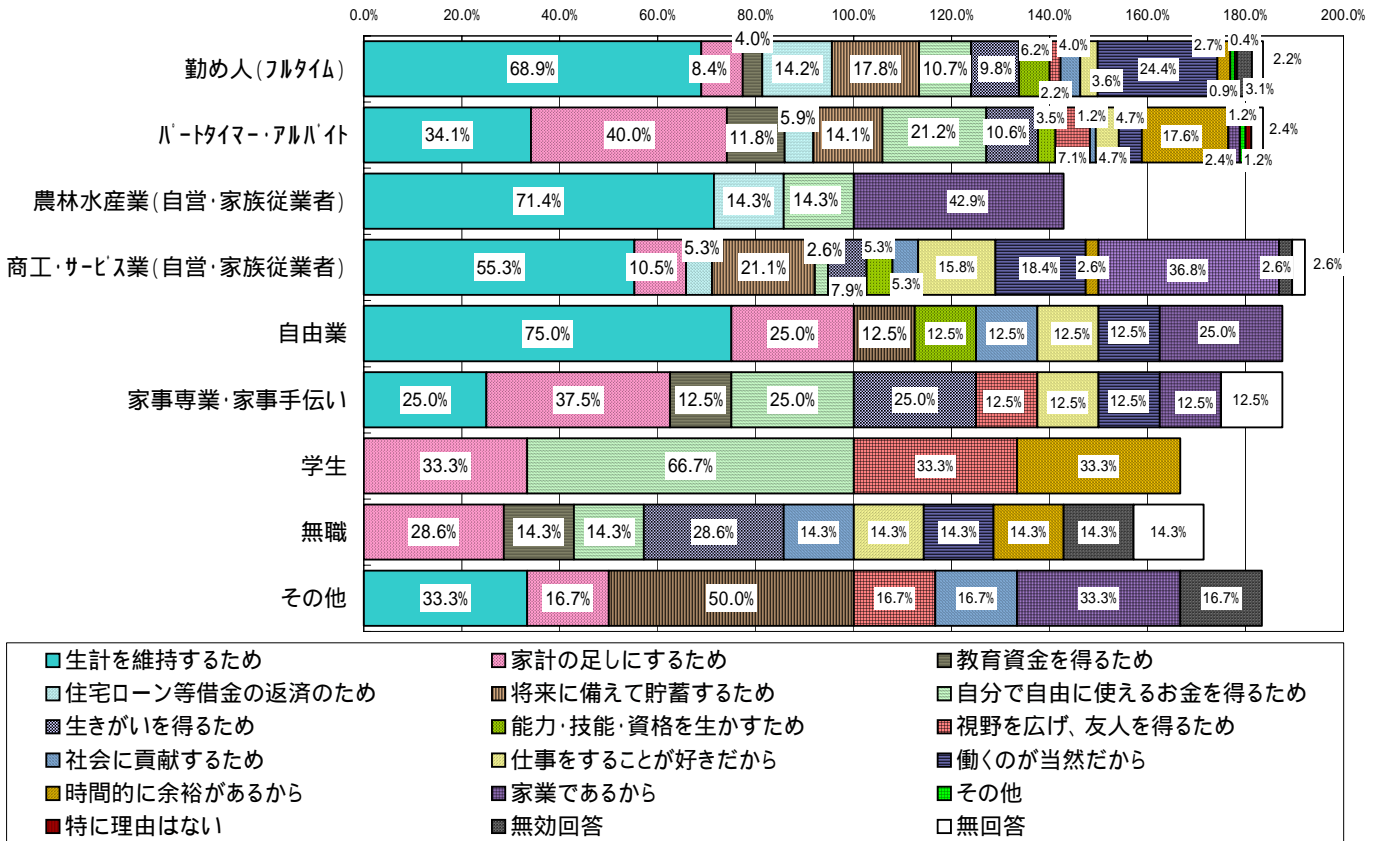 0.0% 20.0% 40.0% 60.0% 80.0% 100.0% 120.0% 140.0% 160.0% 180.0% 200.0%
勤め人(フルタイム) 68.9% 8.4% 4.0% 14.2% 17.8% 10.7% 9.8% 6.2% 2.2% 4.0% 3.6% 24.4% 2.7% 0.9% 0.4% 3.1% 2.2%
パートタイマー・アルバイト 34.1% 40.0% 11.8% 5.9% 14.1% 21.2% 10.6% 3.5% 7.1% 1.2% 4.7% 4.7% 17.6% 2.4% 1.2% 1.2% 2.4%
農林水産業(自営・家族従業者) 71.4% 14.3% 14.3% 42.9%
商工・サービス業(自営・家族従業者) 55.3% 10.5% 5.3% 21.1% 2.6% 7.9% 5.3% 5.3% 15.8% 18.4% 2.6% 36.8% 2.6% 2.6%
自由業 75.0% 25.0% 12.5% 12.5% 12.5% 12.5% 12.5% 25.0%
家事専業・家事手伝い 25.0% 37.5% 12.5% 25.0% 25.0% 12.5% 12.5% 12.5% 12.5% 12.5%
学生 33.3% 66.7% 33.3% 33.3%
無職 28.6% 14.3% 14.3% 28.6% 14.3% 14.3% 14.3% 14.3% 14.3% 14.3%
その他 33.3% 16.7% 50.0% 16.7% 16.7% 33.3% 16.7%
生計を維持するため 家計の足しにするため 教育資金を得るため
住宅ローン等借金の返済のため 将来に備えて貯蓄するため 自分で自由に使えるお金を得るため
生きがいを得るため 能力・技能・資格を生かすため 視野を広げ、友人を得るため
社会に貢献するため 仕事をすることが好きだから 働くのが当然だから
時間的に余裕があるから 家業であるから その他
特に理由はない 無効回答 無回答